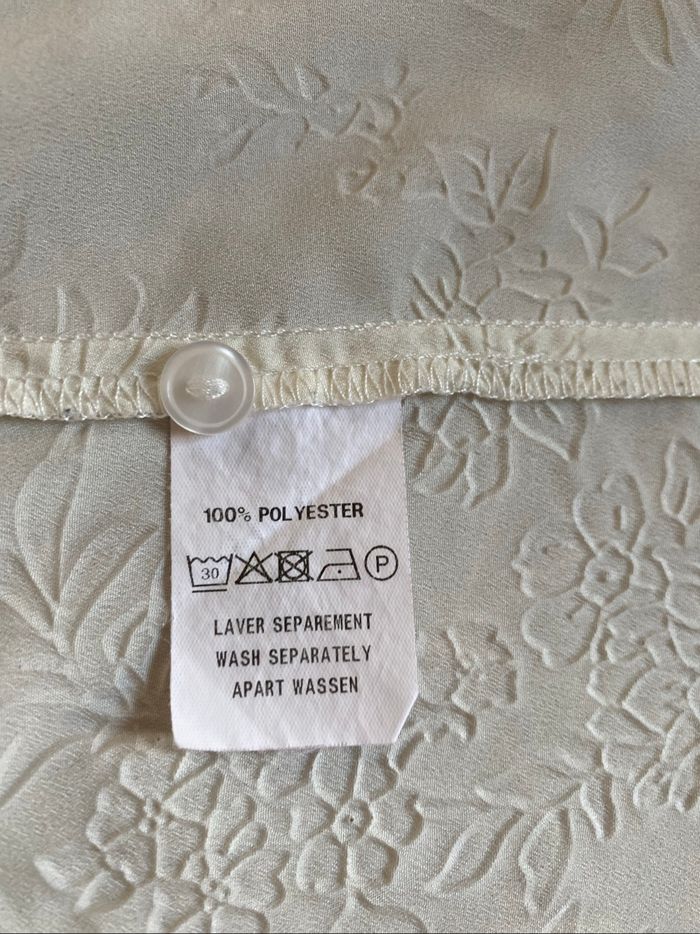 100% POLYESTER
30 P
LAVER SEPAREMENT
WASH SEPARATELY
APART WASSEN